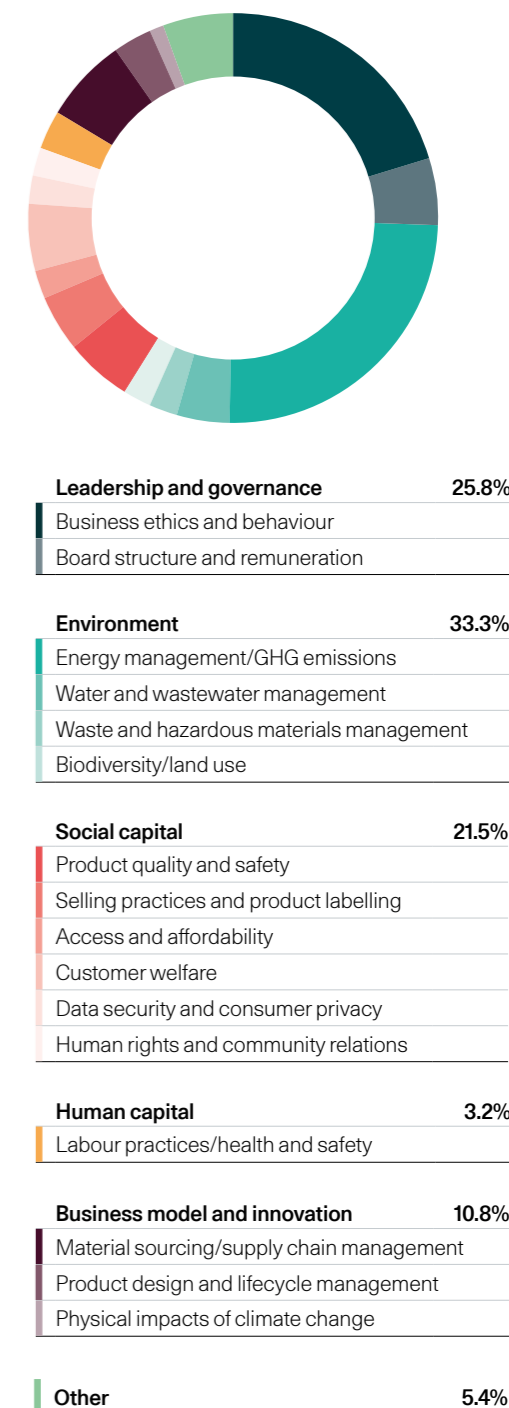 Leadership and governance 25.8%
Business ethics and behaviour
Board structure and remuneration
Environment 33.3%
Energy management/GHG emissions
Water and wastewater management
Waste and hazardous materials management
Biodiversity/land use
Social capital 21.5%
Product quality and safety
Selling practices and product labelling
Access and affordability
Customer welfare
Data security and consumer privacy
Human rights and community relations
Human capital 3.2%
Labour practices/health and safety
Business model and innovation 10.8%
Material sourcing/supply chain management
Product design and lifecycle management
Physical impacts of climate change
Other 5.4%